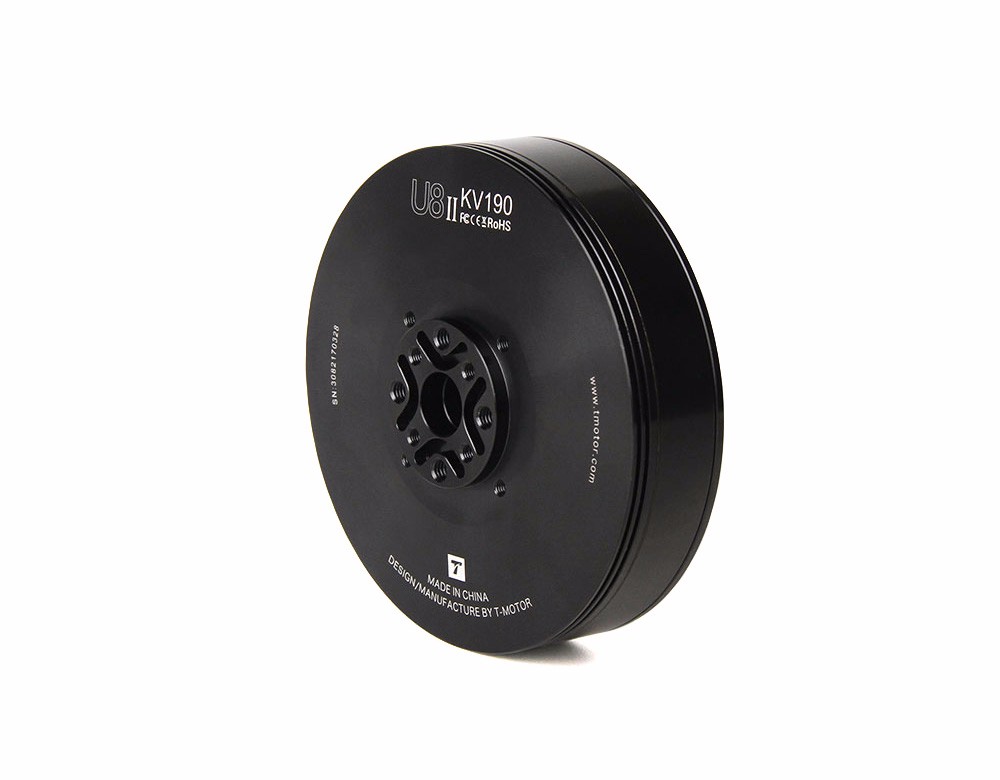 U8 II KV190
FC CE RoHS
SN:3082170328
www.tmotor.com
T
MADE IN CHINA
DESIGN/MANUFACTURE BY T-MOTOR